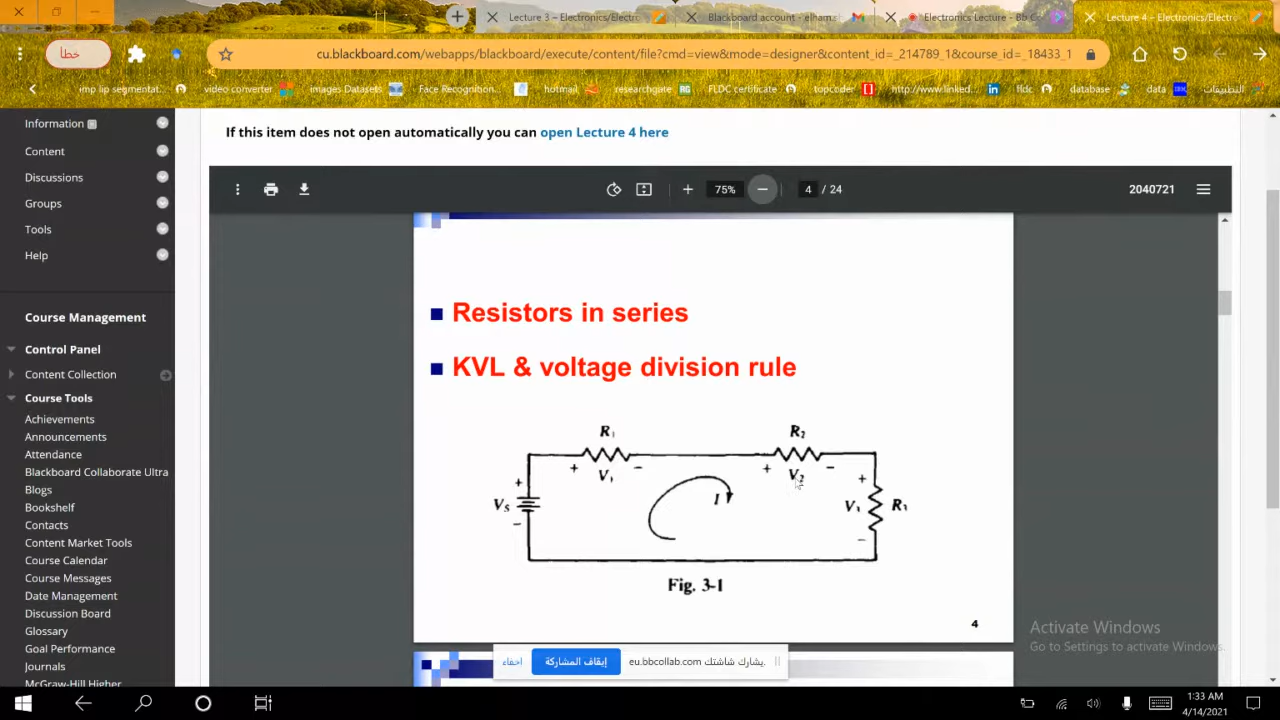 Lecture 3 – Electronics/Electro
Blackboard account - elham
Electronics Lecture - Bb Co
Lecture 4 – Electronics/Electr
خطأ
cu.blackboard.com/webapps/blackboard/execute/content/file?cmd=view&mode=designer&content_id=_214789_1&course_id=_18433_1
imp lip segmentat...
video converter
images Datasets
Face Recognition...
hotmail
researchgate
RG
FLDC certificate
topcoder
http://www.linked...
in
fldc
database
data
التطبيقات
Information
Content
Discussions
Groups
Tools
Help
Course Management
Control Panel
Content Collection
Course Tools
Achievements
Announcements
Attendance
Blackboard Collaborate Ultra
Blogs
Bookshelf
Contacts
Content Market Tools
Course Calendar
Course Messages
Date Management
Discussion Board
Glossary
Goal Performance
Journals
McGraw-Hill Higher
If this item does not open automatically you can open Lecture 4 here
75%
4 / 24
2040721
Resistors in series
KVL & voltage division rule
R₁
R₂
+ V₁ -
+ V₂ -
+
Vs
-
I
+
-
Fig. 3-1
4
Activate Windows
Go to Settings to activate Windows.
إخفاء
إيقاف المشاركة
يشارك شاشتك eu.bbcollab.com.
1:33 AM
4/14/2021